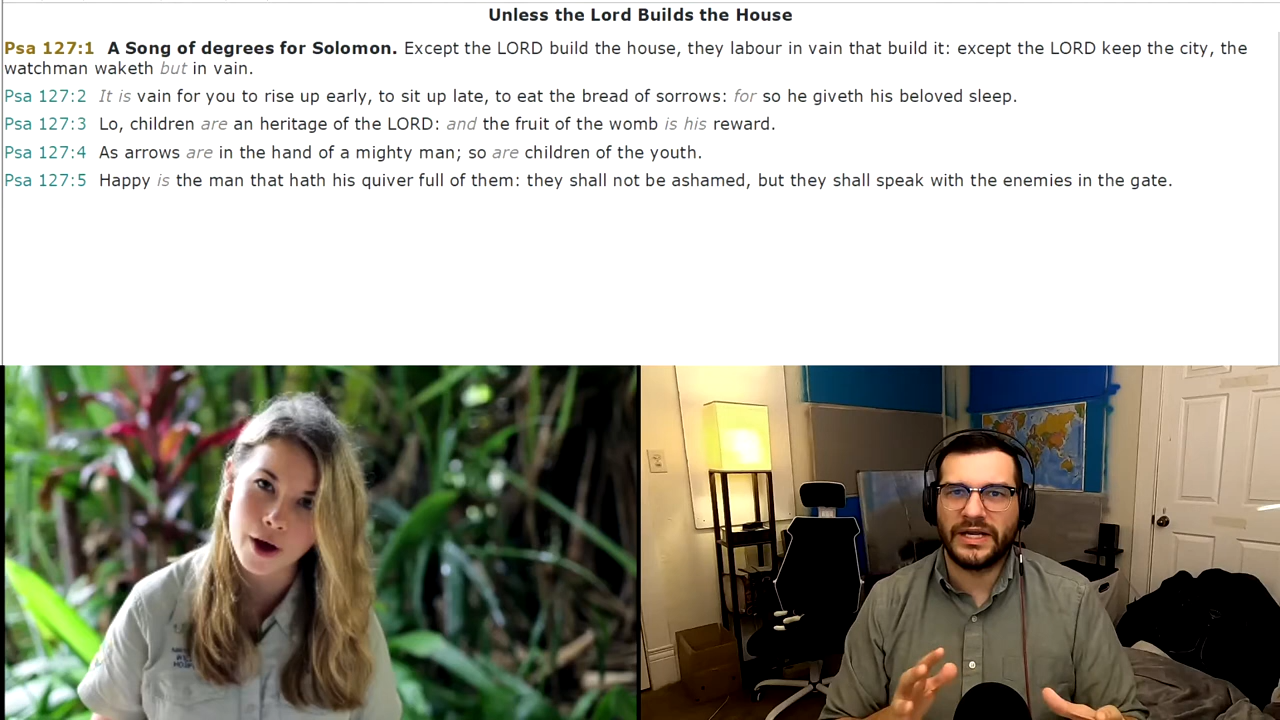 Unless the Lord Builds the House
Psa 127:1 A Song of degrees for Solomon. Except the LORD build the house, they labour in vain that build it: except the LORD keep the city, the
watchman waketh but in vain.
Psa 127:2 It is vain for you to rise up early, to sit up late, to eat the bread of sorrows: for so he giveth his beloved sleep.
Psa 127:3 Lo, children are an heritage of the LORD: and the fruit of the womb is his reward.
Psa 127:4 As arrows are in the hand of a mighty man; so are children of the youth.
Psa 127:5 Happy is the man that hath his quiver full of them: they shall not be ashamed, but they shall speak with the enemies in the gate.